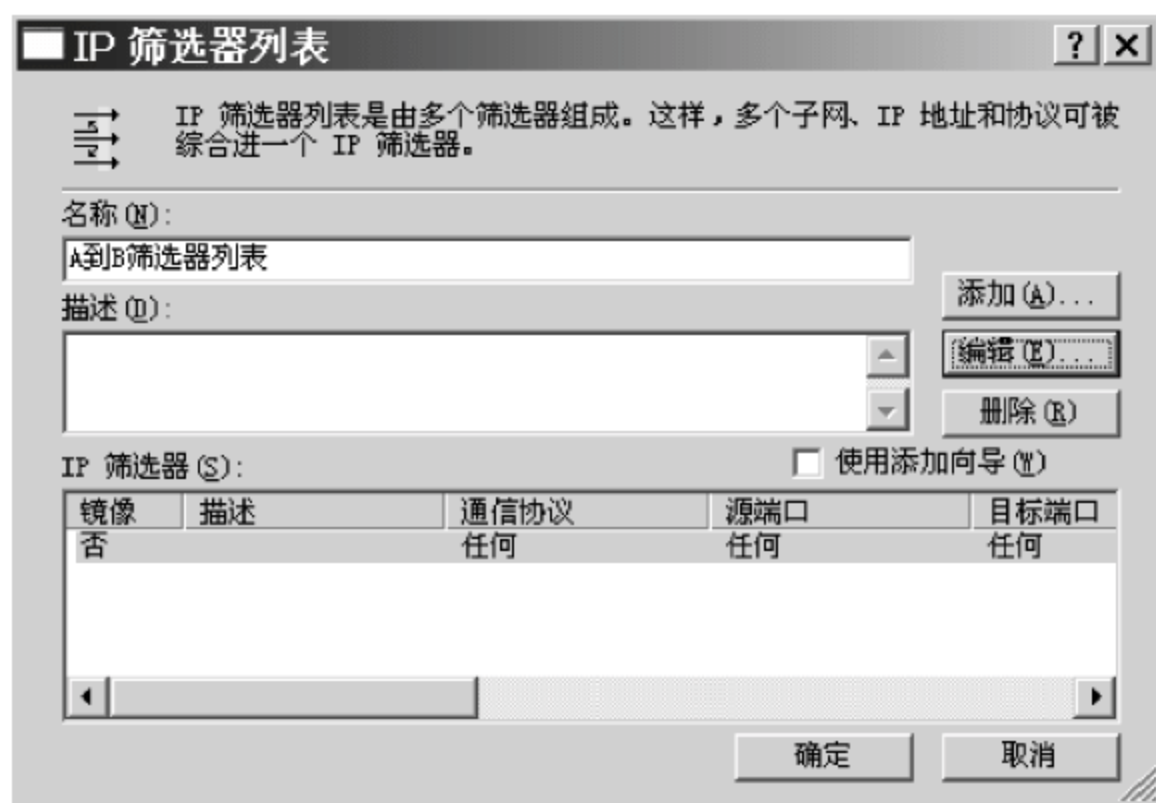 IP 筛选器列表
IP 筛选器列表是由多个筛选器组成。这样，多个子网、IP 地址和协议可被
综合进一个 IP 筛选器。
名称(N):
A到B筛选器列表
添加(A)...
描述(D):
编辑(E)...
删除(R)
IP 筛选器(S):
使用添加向导(W)
镜像 描述 通信协议 源端口 目标端口
否 任何 任何 任何
确定 取消